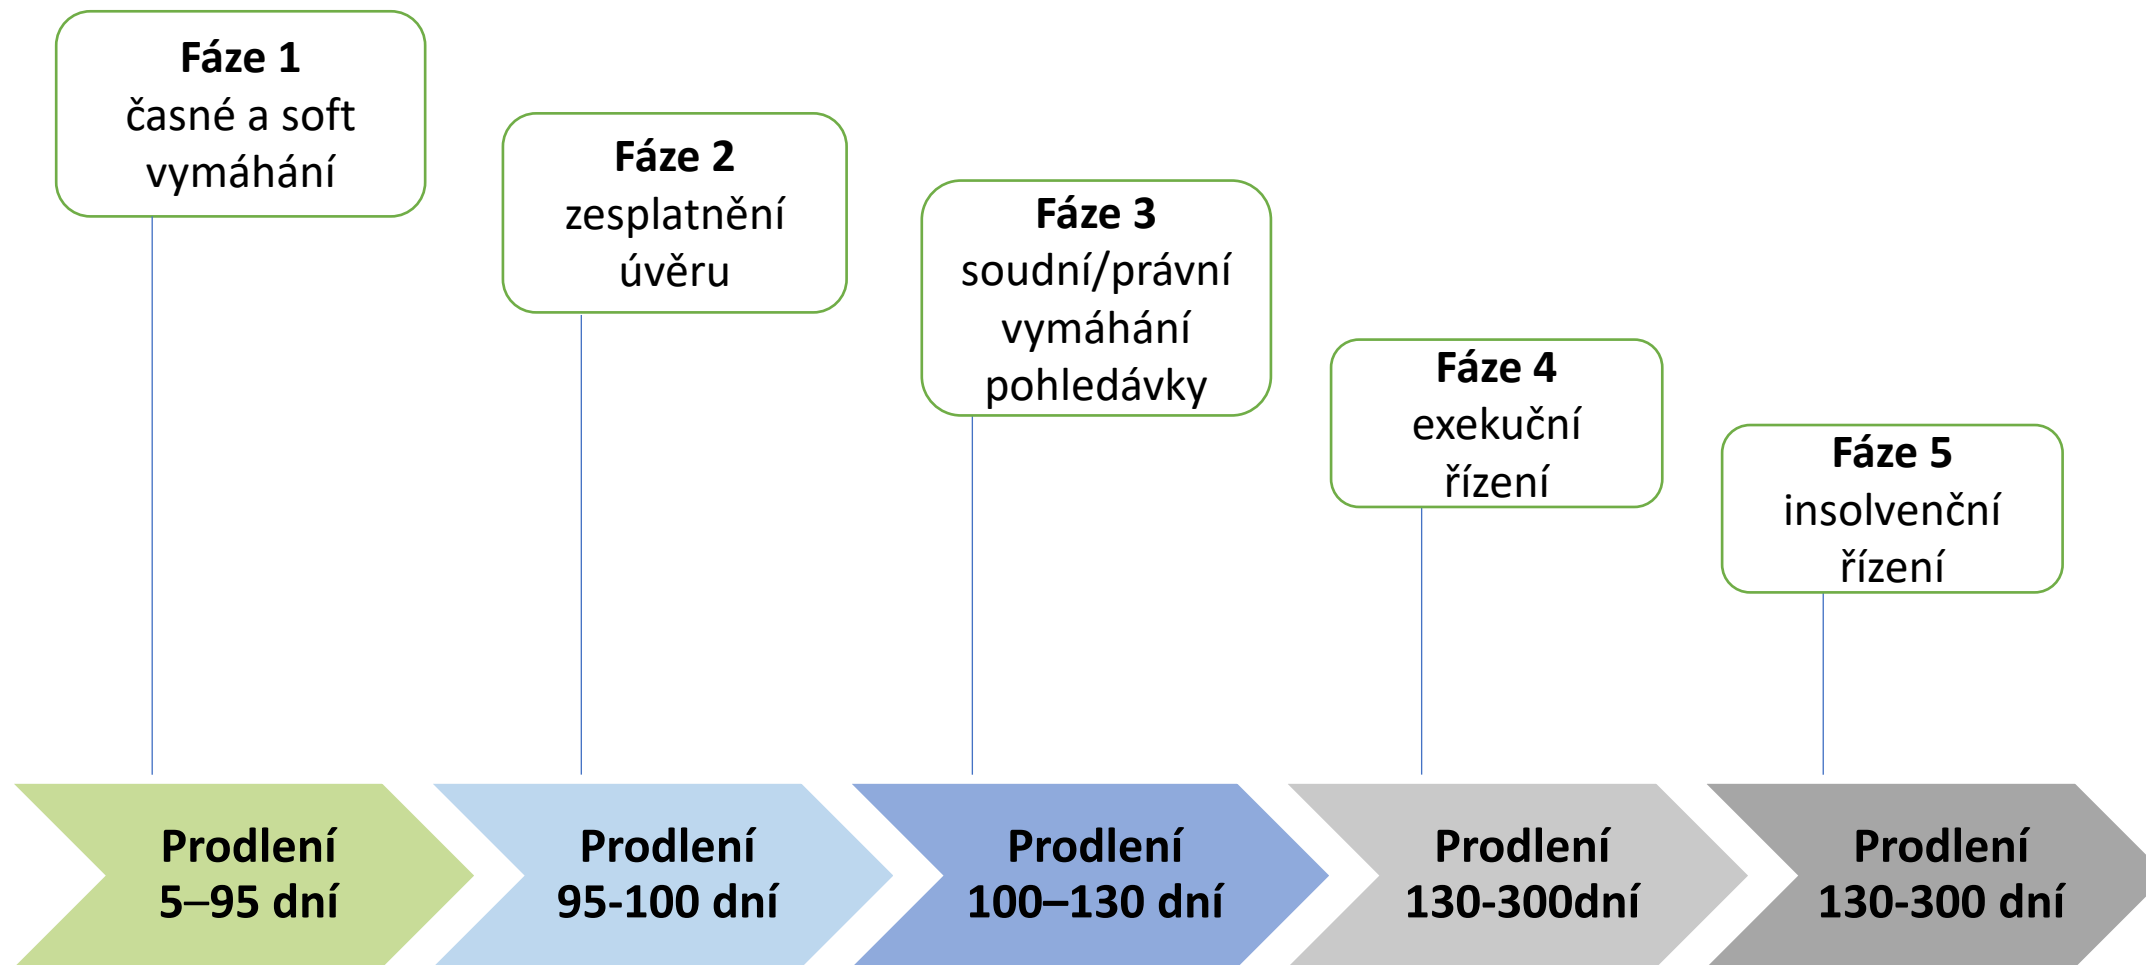 Fáze 1
časné a soft
vymáhání
Fáze 2
zesplatnění
úvěru
Fáze 3
soudní/právní
vymáhání
pohledávky
Fáze 4
exekuční
řízení
Fáze 5
insolvenční
řízení
Prodlení
5–95 dní
Prodlení
95-100 dní
Prodlení
100–130 dní
Prodlení
130-300dní
Prodlení
130-300 dní